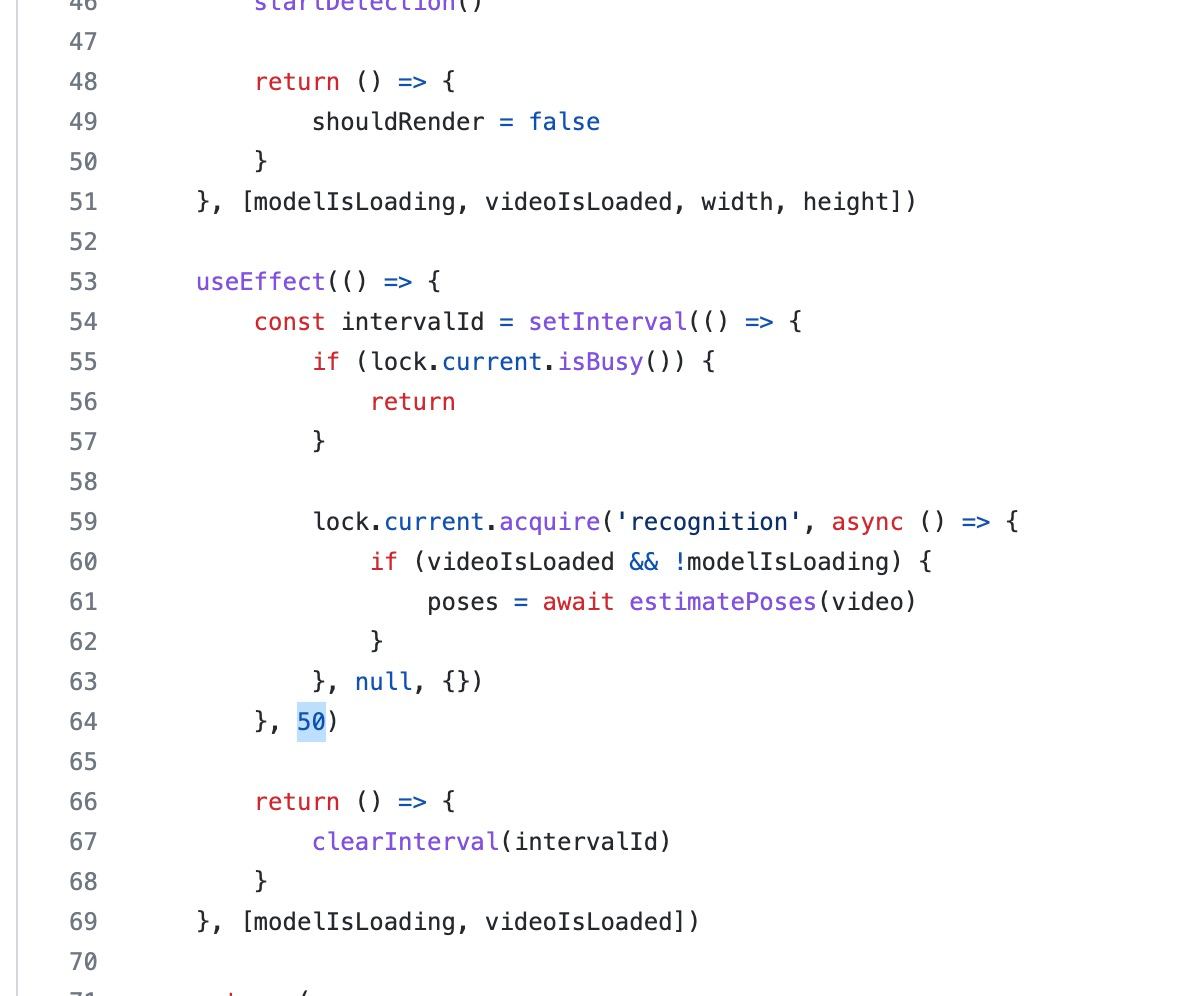 46 startDetection()
47
48 return () => {
49 shouldRender = false
50 }
51 }, [modelIsLoading, videoIsLoaded, width, height])
52
53 useEffect(() => {
54 const intervalId = setInterval(() => {
55 if (lock.current.isBusy()) {
56 return
57 }
58
59 lock.current.acquire('recognition', async () => {
60 if (videoIsLoaded && !modelIsLoading) {
61 poses = await estimatePoses(video)
62 }
63 }, null, {})
64 }, 50)
65
66 return () => {
67 clearInterval(intervalId)
68 }
69 }, [modelIsLoading, videoIsLoaded])
70
71